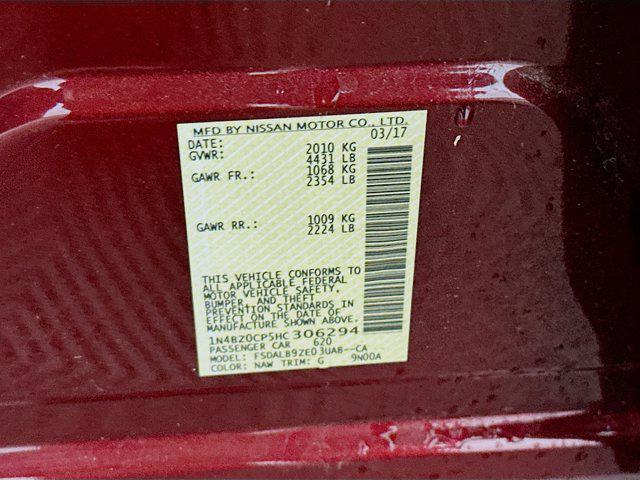 MFD BY NISSAN MOTOR CO., LTD.
DATE: 03/17
GVWR: 2010 KG
4431 LB
GAWR FR.: 1068 KG
2354 LB
GAWR RR.: 1009 KG
2224 LB
THIS VEHICLE CONFORMS TO
ALL APPLICABLE FEDERAL
MOTOR VEHICLE SAFETY,
BUMPER, AND THEFT
PREVENTION STANDARDS IN
EFFECT ON THE DATE OF
MANUFACTURE SHOWN ABOVE.
1N4BZ0CP5HC306294
PASSENGER CAR 620
MODEL: FSDALB9ZE03UAB--CA
COLOR: NAW TRIM: G 9N00A